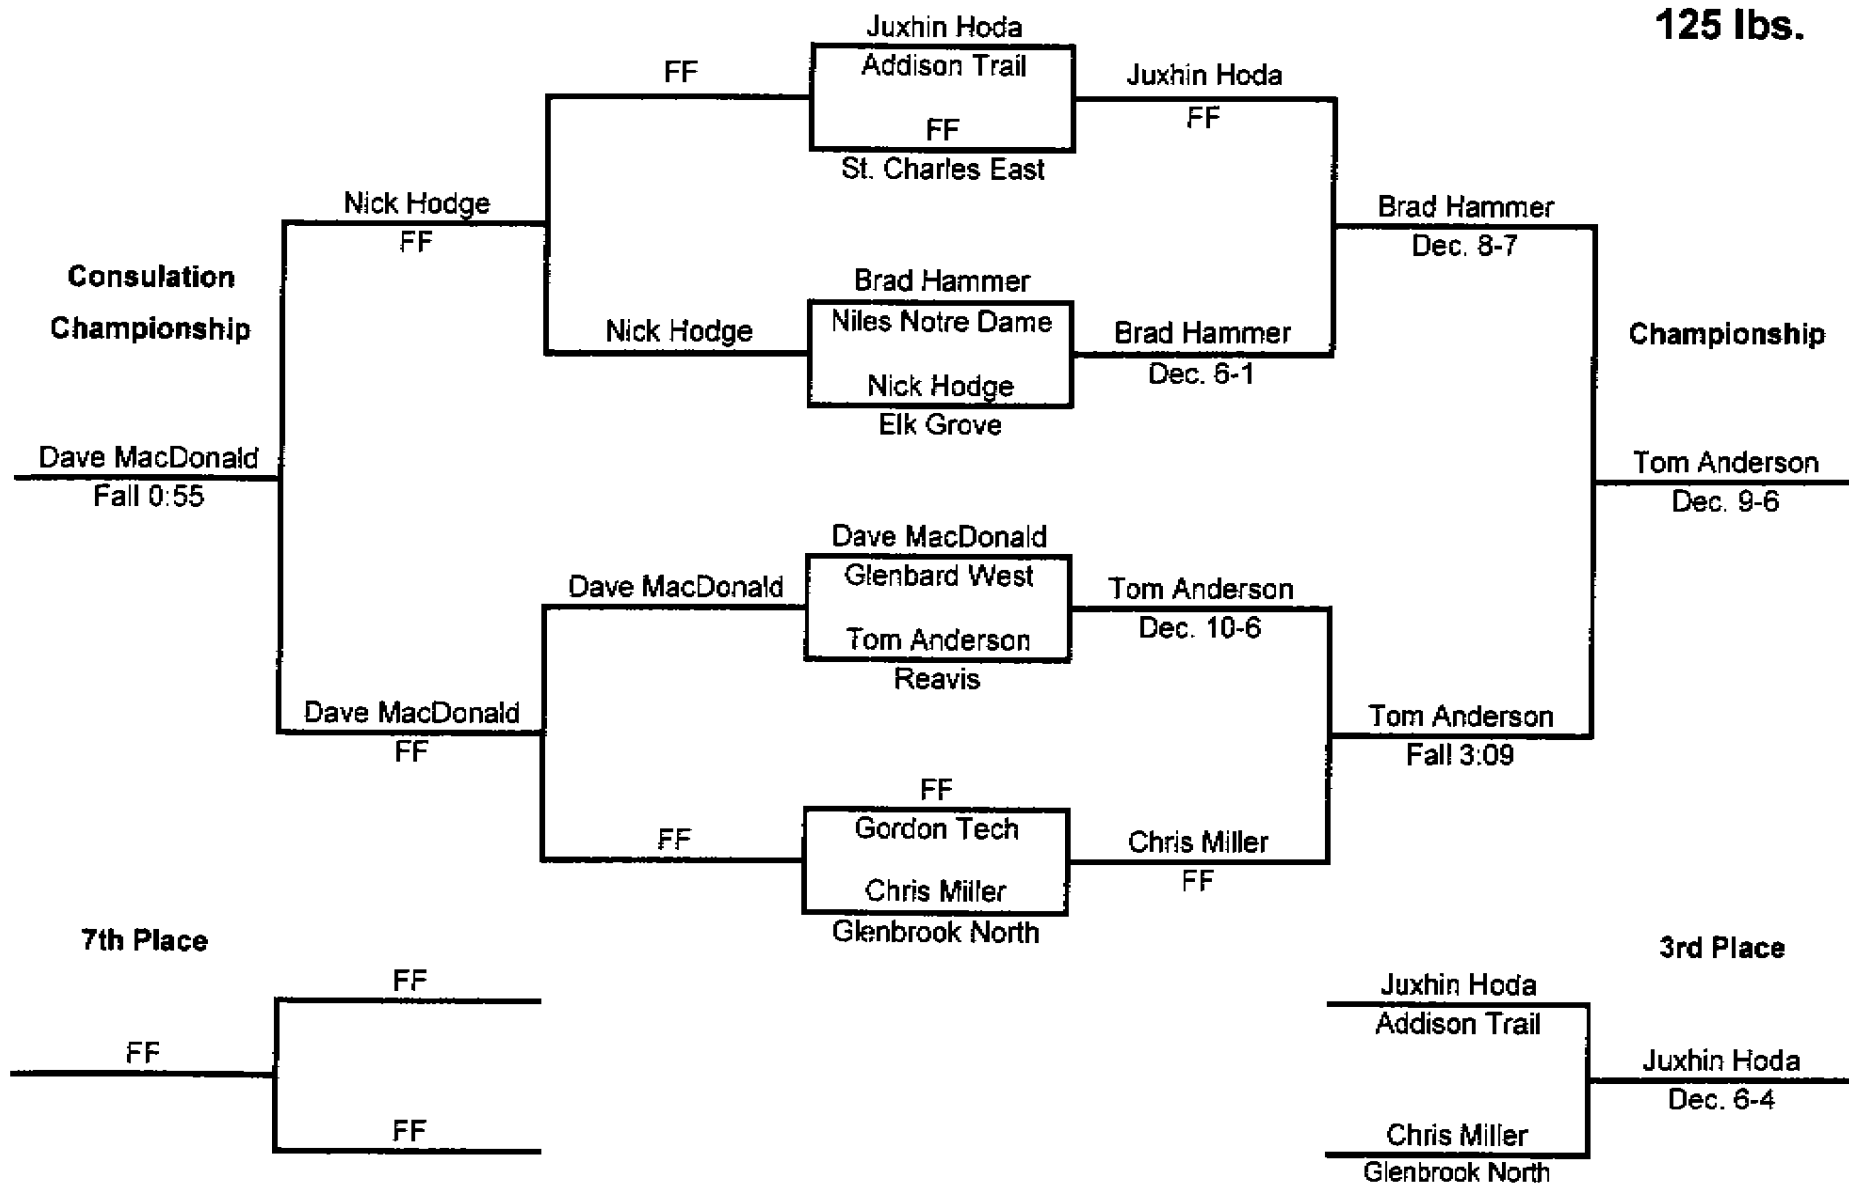 125 lbs.
Juxhin Hoda
FF
Addison Trail
Juxhin Hoda
FF
FF
St. Charles East
Nick Hodge
FF
Brad Hammer
Dec. 8-7
Consulation
Championship
Brad Hammer
Nick Hodge
Niles Notre Dame
Brad Hammer
Dec. 6-1
Championship
Nick Hodge
Elk Grove
Dave MacDonald
Fall 0:55
Tom Anderson
Dec. 9-6
Dave MacDonald
Dave MacDonald
Glenbard West
Tom Anderson
Dec. 10-6
Tom Anderson
Reavis
Dave MacDonald
FF
Tom Anderson
Fall 3:09
FF
FF
Gordon Tech
Chris Miller
FF
Chris Miller
Glenbrook North
7th Place
3rd Place
FF
Juxhin Hoda
Addison Trail
FF
Juxhin Hoda
Dec. 6-4
FF
Chris Miller
Glenbrook North